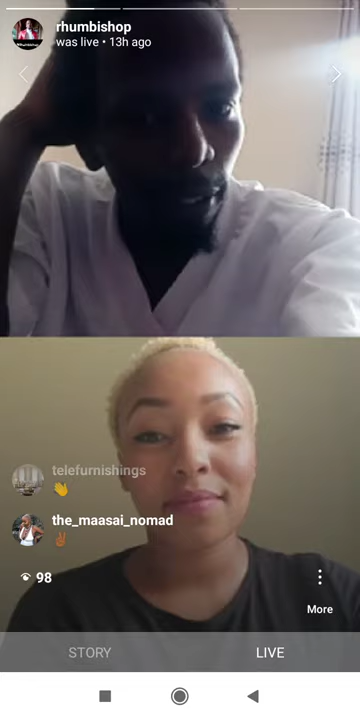 rhumbishop
was live • 13h ago
telefurnishings
👋
the_maasai_nomad
✌🏾
98
More
STORY
LIVE